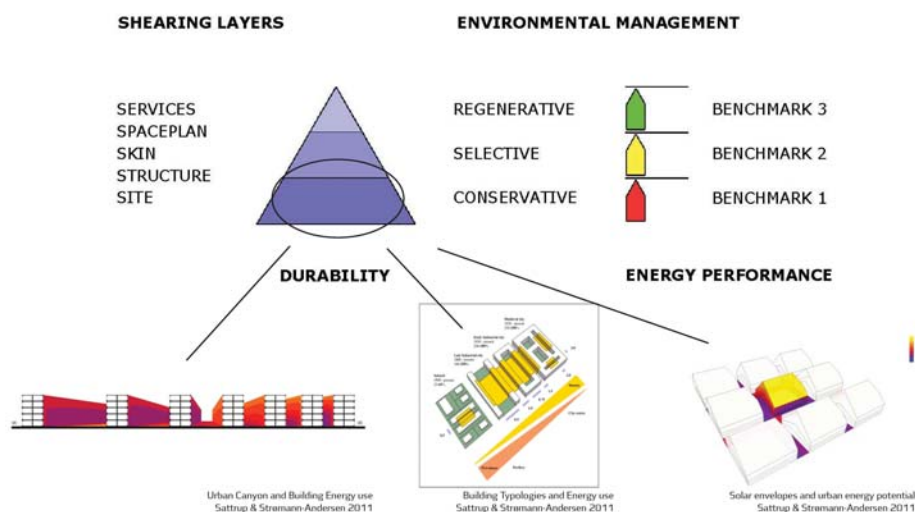 SHEARING LAYERS
ENVIRONMENTAL MANAGEMENT
SERVICES
SPACEPLAN
SKIN
STRUCTURE
SITE
REGENERATIVE
SELECTIVE
CONSERVATIVE
BENCHMARK 3
BENCHMARK 2
BENCHMARK 1
DURABILITY
ENERGY PERFORMANCE
Urban Canyon and Building Energy use
Sattrup & Strømann-Andersen 2011
Building Typologies and Energy use
Sattrup & Strømann-Andersen 2011
Solar envelopes and urban energy potential
Sattrup & Strømann-Andersen 2011